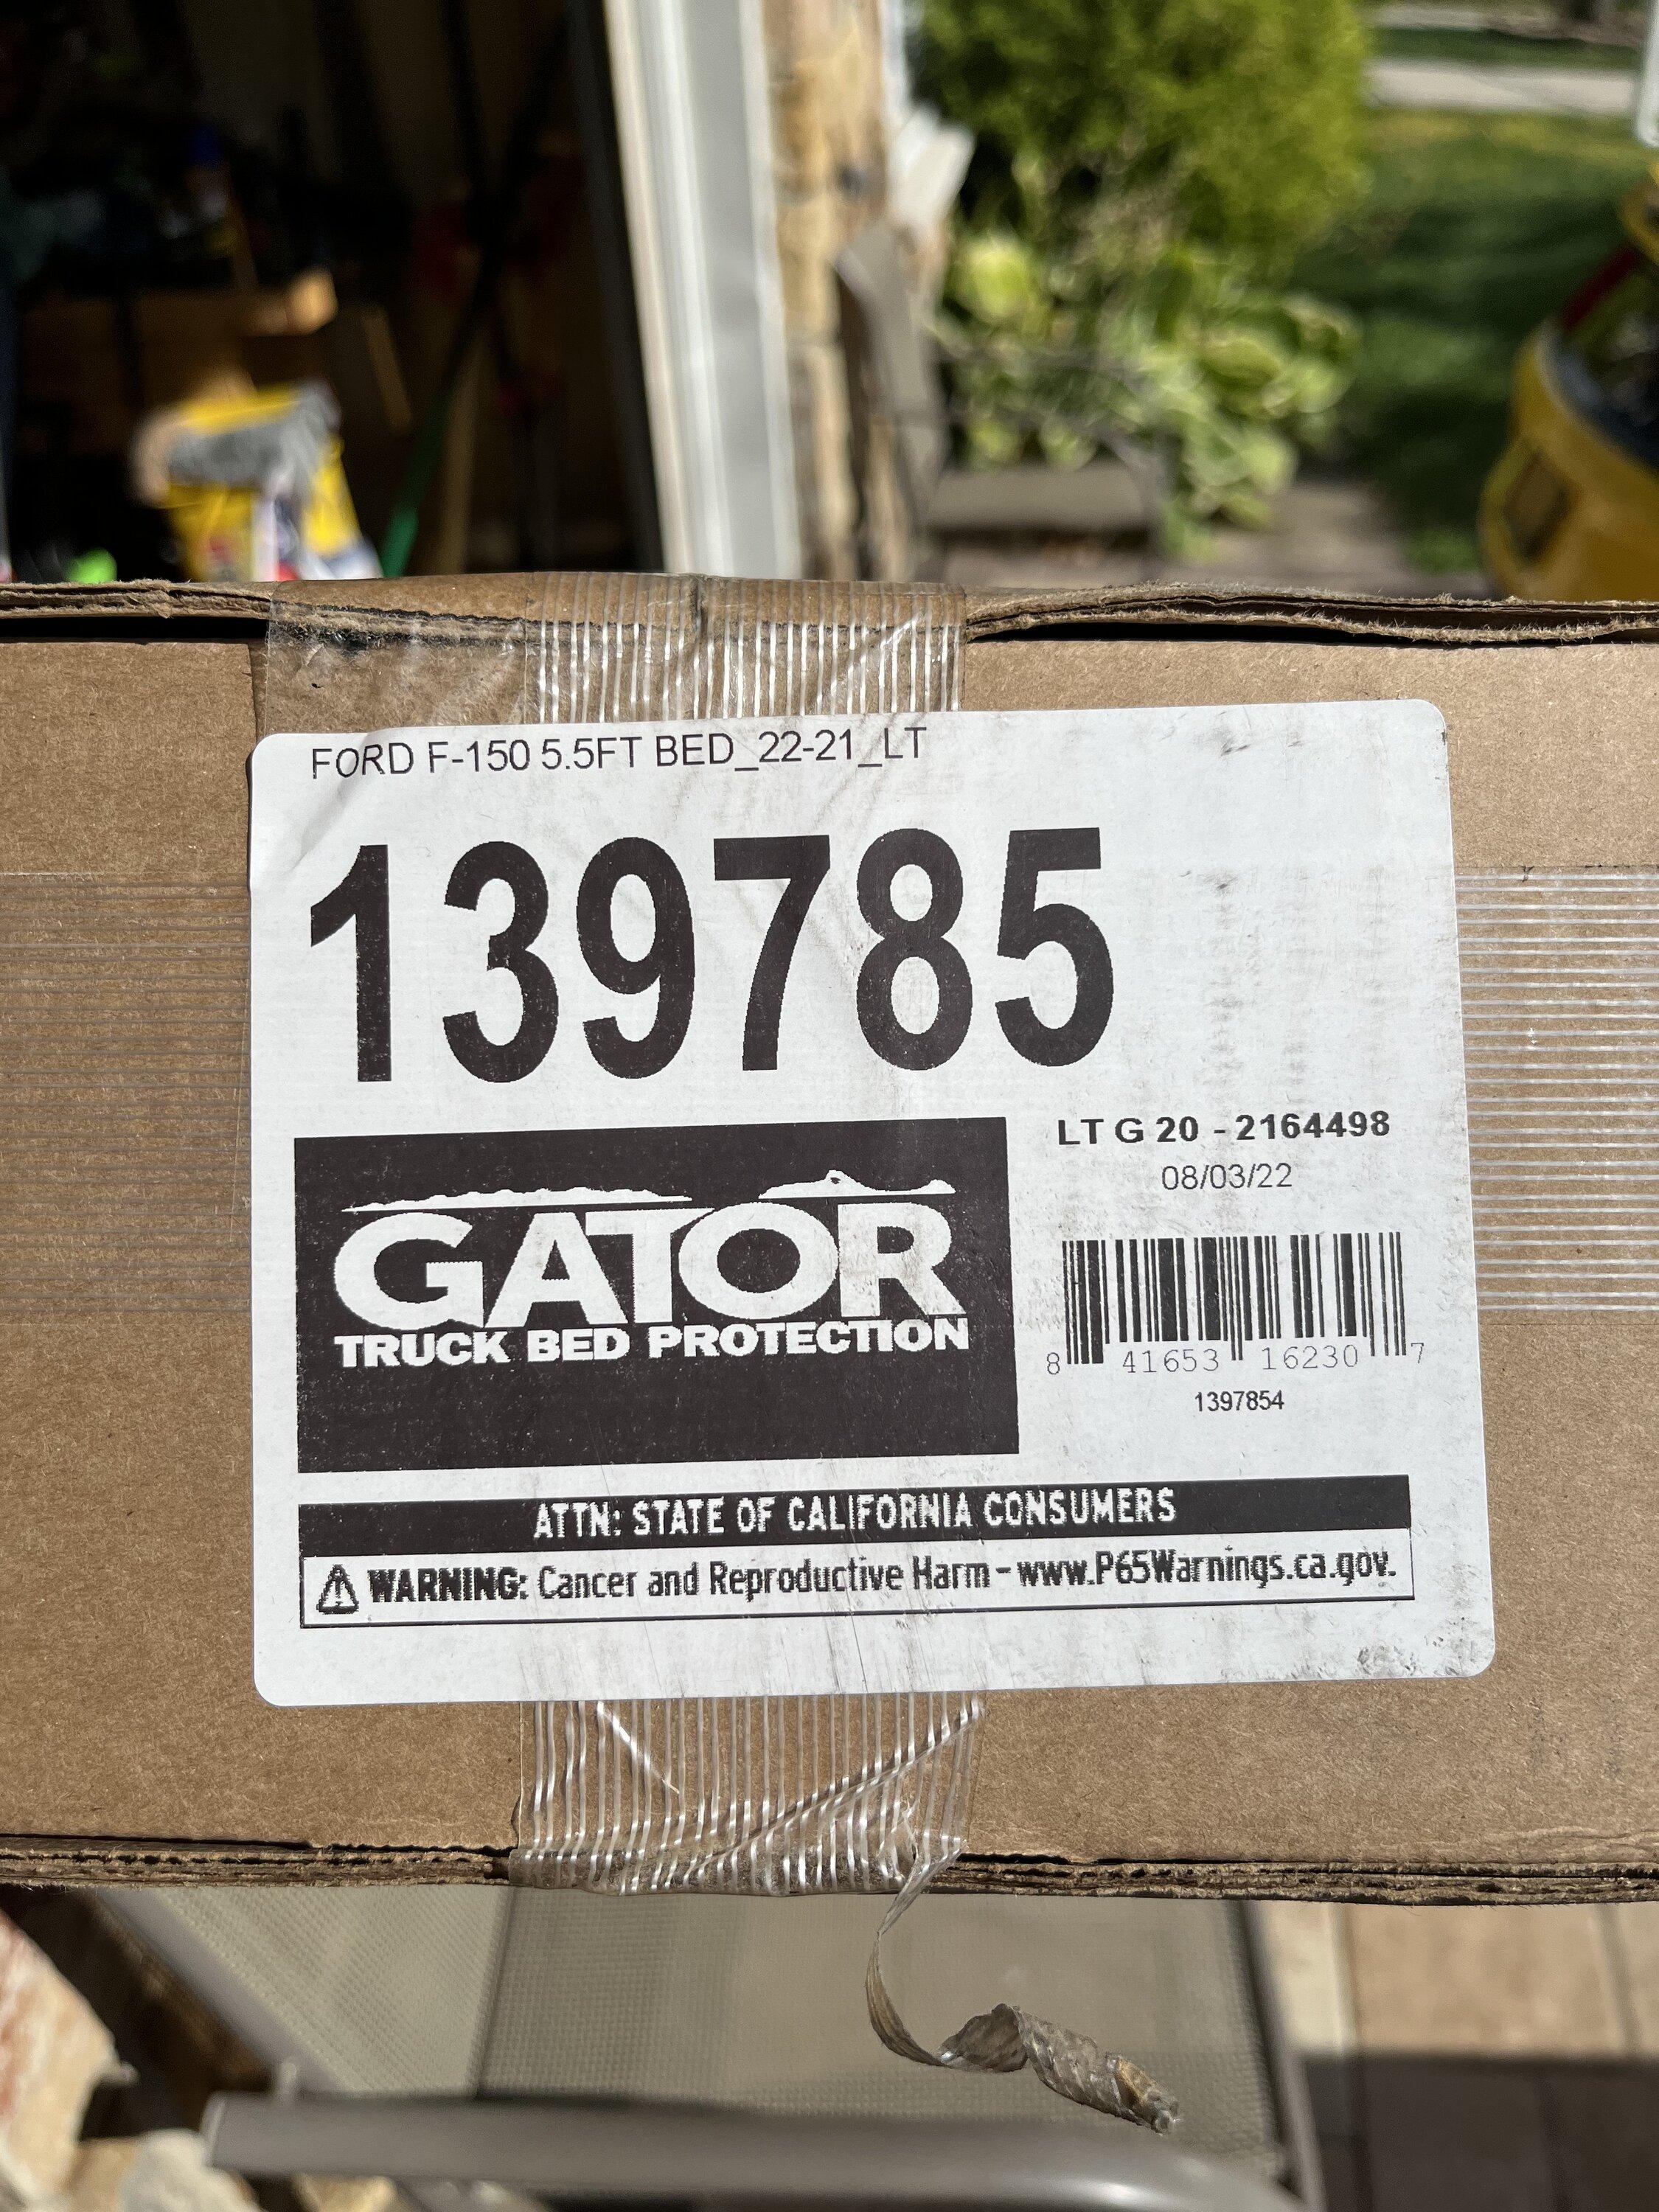 FORD F-150 5.5FT BED_22-21_LT
139785
GATOR
TRUCK BED PROTECTION
LT G 20 - 2164498
08/03/22
8 41653 16230 7
1397854
ATTN: STATE OF CALIFORNIA CONSUMERS
WARNING: Cancer and Reproductive Harm - www.P65Warnings.ca.gov.